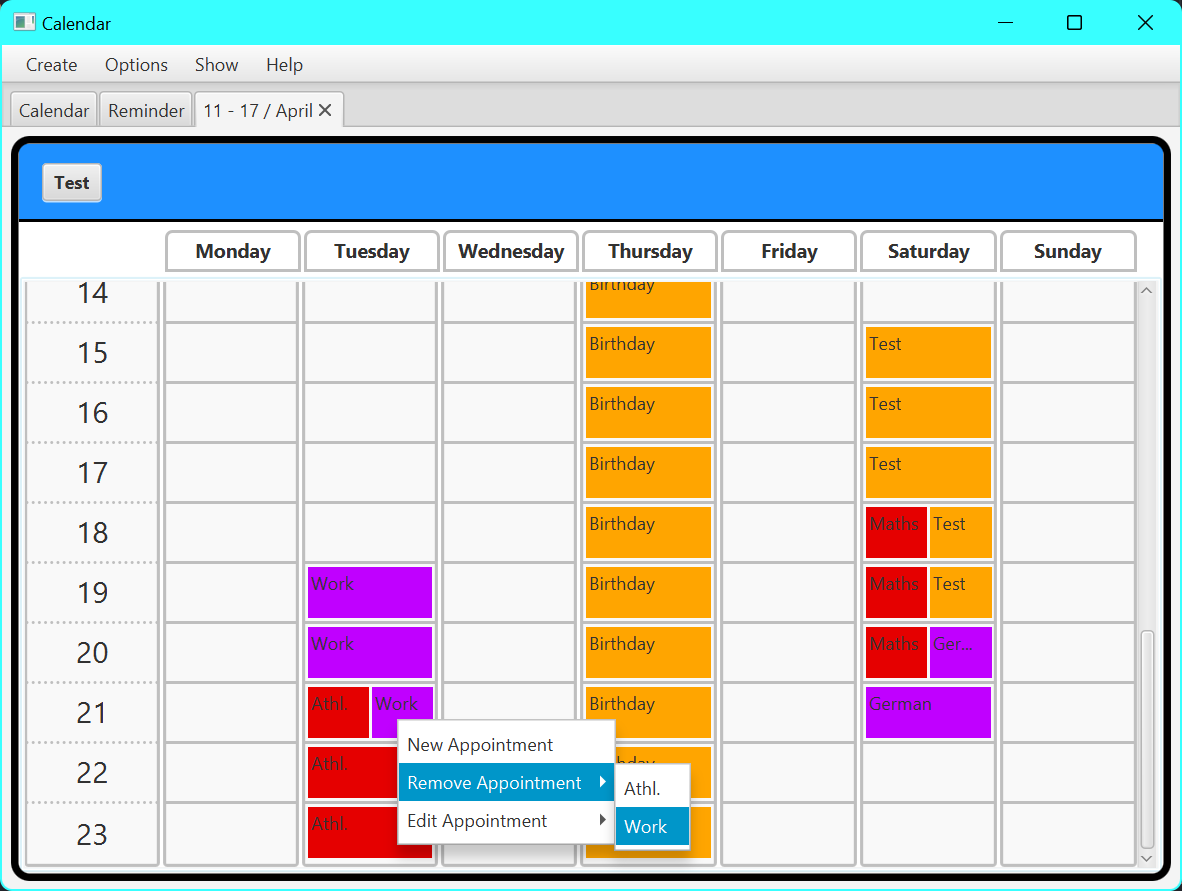 Calendar
Create Options Show Help
Calendar Reminder 11 - 17 / April
Test
Monday Tuesday Wednesday Thursday Friday Saturday Sunday
14 Birthday
15 Birthday Test
16 Birthday Test
17 Birthday Test
18 Birthday Maths Test
19 Work Birthday Maths Test
20 Work Birthday Maths Ger...
21 Athl. Work Birthday German
New Appointment
22 Athl. Remove Appointment Athl.
23 Athl. Edit Appointment Work